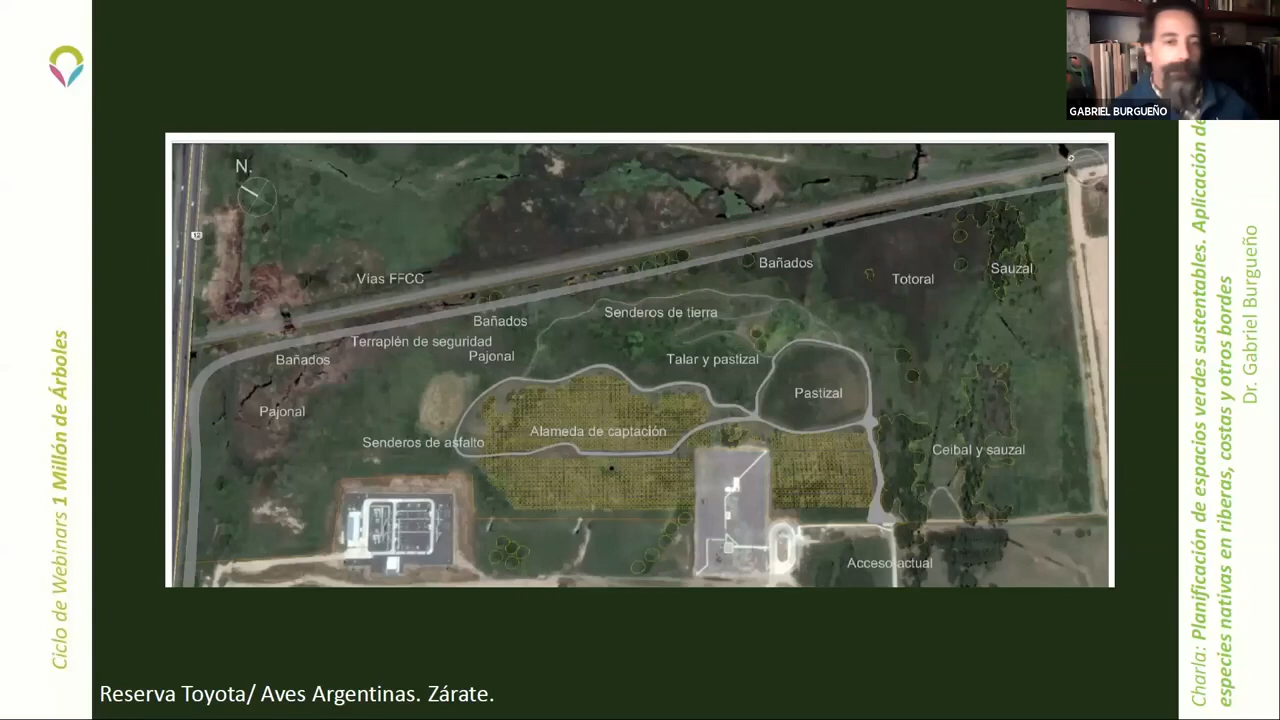 Ciclo de Webinars 1 Millón de Árboles
GABRIEL BURGUEÑO
N.
12
Vías FFCC
Bañados
Totoral
Sauzal
Senderos de tierra
Bañados
Terraplén de seguridad
Pajonal
Bañados
Talar y pastizal
Pastizal
Pajonal
Alameda de captación
Senderos de asfalto
Ceibal y sauzal
Acceso actual
Reserva Toyota/ Aves Argentinas. Zárate.
Charla: Planificación de espacios verdes sustentables. Aplicación de
especies nativas en riberas, costas y otros bordes
Dr. Gabriel Burgueño